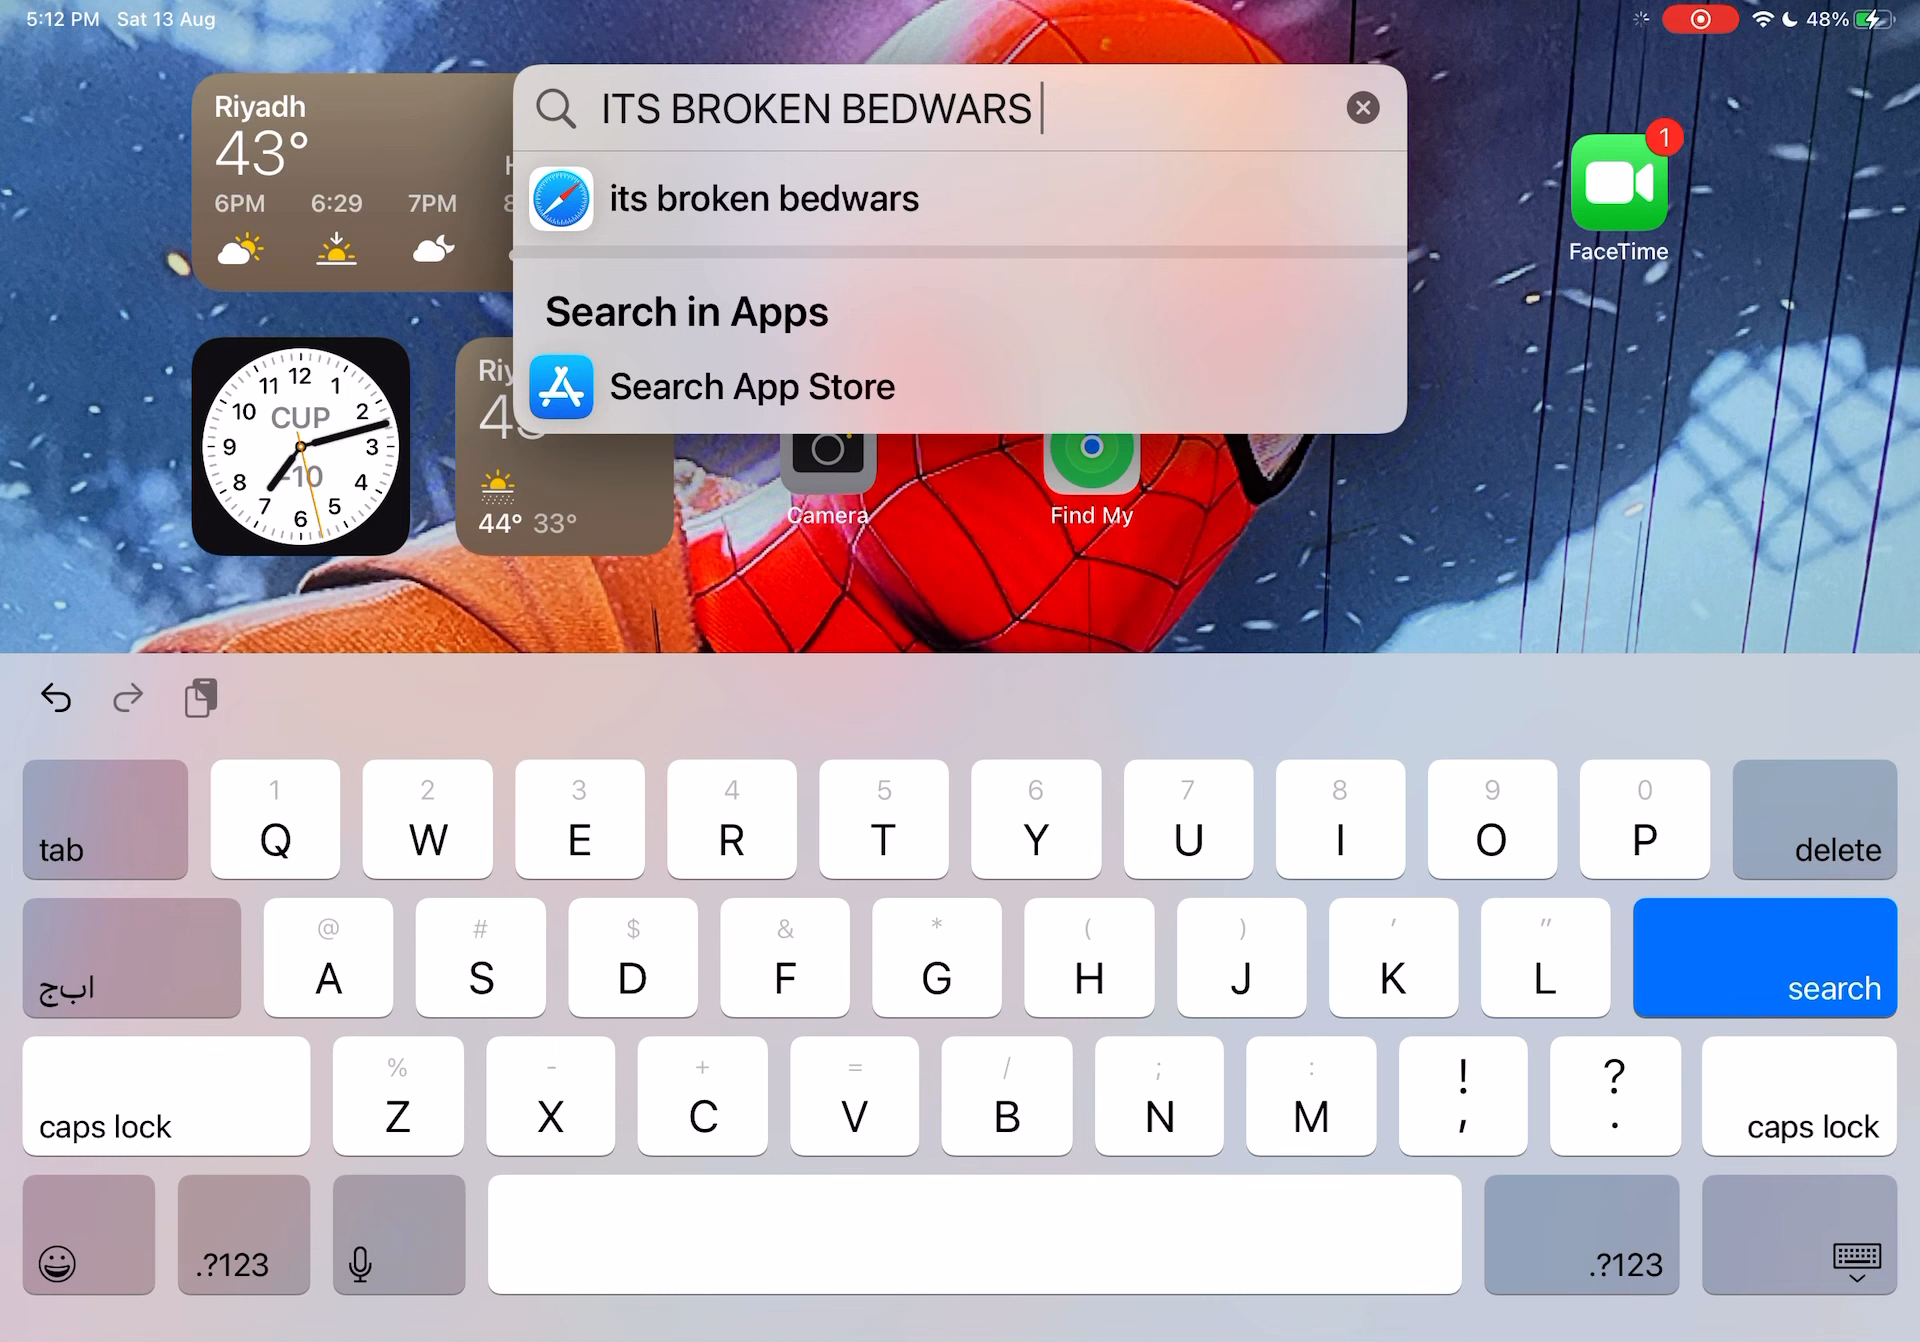 5:12 PM Sat 13 Aug
48%
Riyadh
43°
6PM 6:29 7PM 8
H
ITS BROKEN BEDWARS
its broken bedwars
Search in Apps
Search App Store
1
FaceTime
12
11 1
10 CUP 2
9 3
8 -10 4
7 5
6
Riy
43
44° 33°
Camera
Find My
tab
1 2 3 4 5 6 7 8 9 0
Q W E R T Y U I O P
delete
ابج
@ # $ & * ( ) ' "
A S D F G H J K L
search
caps lock
% - + = / ; : ! ?
Z X C V B N M , .
caps lock
.?123
.?123